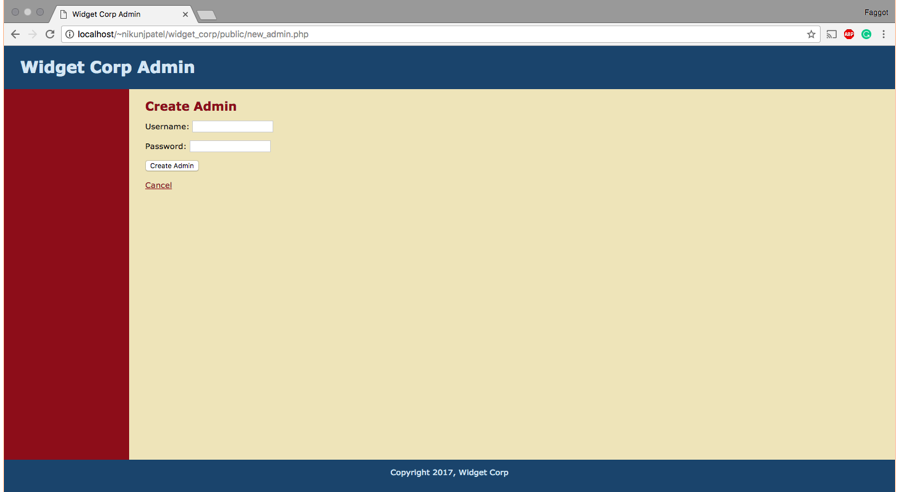 Widget Corp Admin
Faggot
localhost/~nikunjpatel/widget_corp/public/new_admin.php
ABP
Widget Corp Admin
Create Admin
Username:
Password:
Create Admin
Cancel
Copyright 2017, Widget Corp